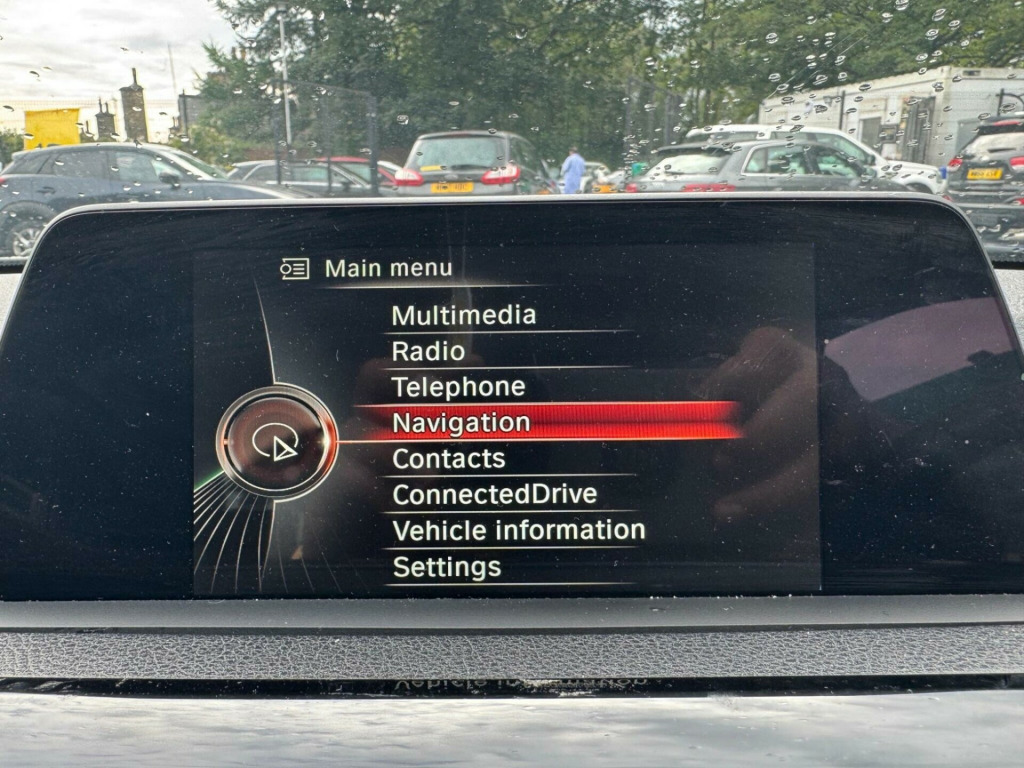 Main menu
Multimedia
Radio
Telephone
Navigation
Contacts
ConnectedDrive
Vehicle information
Settings